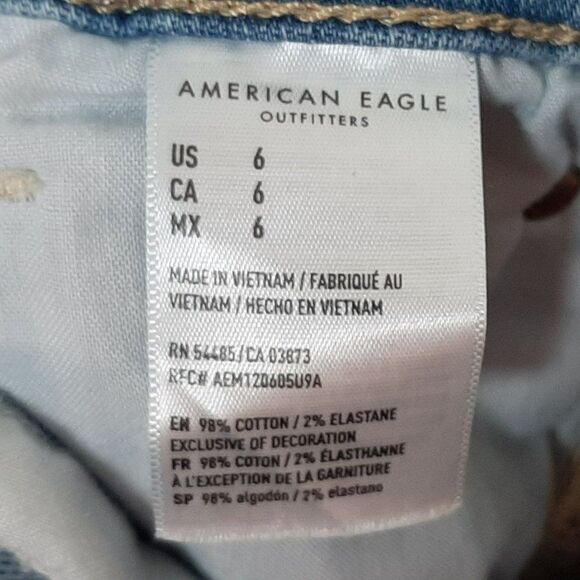 AMERICAN EAGLE
OUTFITTERS
US 6
CA 6
MX 6
MADE IN VIETNAM / FABRIQUÉ AU
VIETNAM / HECHO EN VIETNAM
RN 54485/CA 03873
RFC# AEM120605U9A
EN 98% COTTON / 2% ELASTANE
EXCLUSIVE OF DECORATION
FR 98% COTON / 2% ÉLASTHANNE
À L'EXCEPTION DE LA GARNITURE
SP 98% algodón / 2% elastano